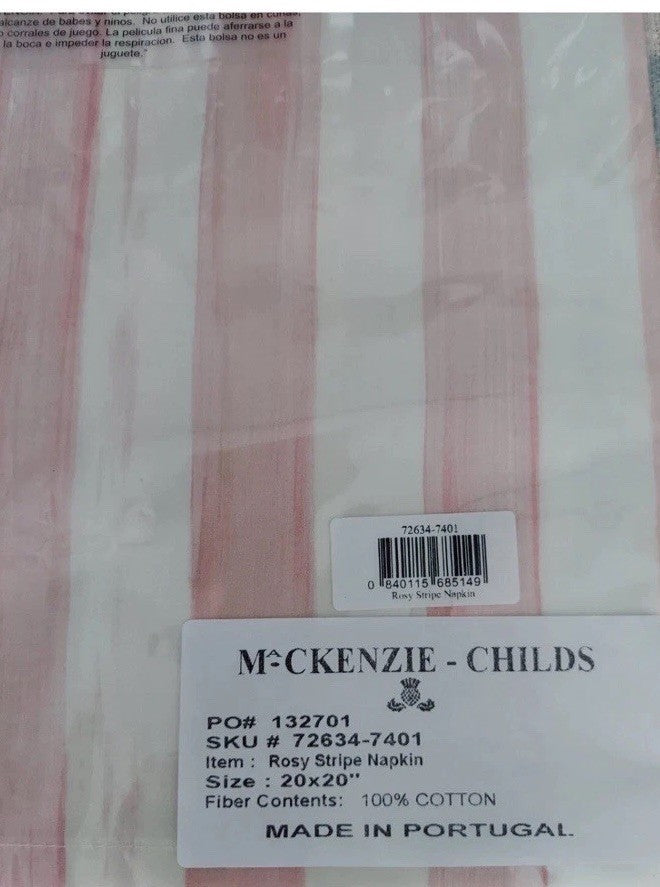 alcanze de babes y ninos. No utilice esta bolsa en cunas,
o corrales de juego. La pelicula fina puede aferrarse a la
la boca e impeder la respiracion. Esta bolsa no es un
juguete."
72634-7401
0 840115 685149
Rosy Stripe Napkin
MACKENZIE - CHILDS
PO# 132701
SKU # 72634-7401
Item : Rosy Stripe Napkin
Size : 20x20"
Fiber Contents: 100% COTTON
MADE IN PORTUGAL